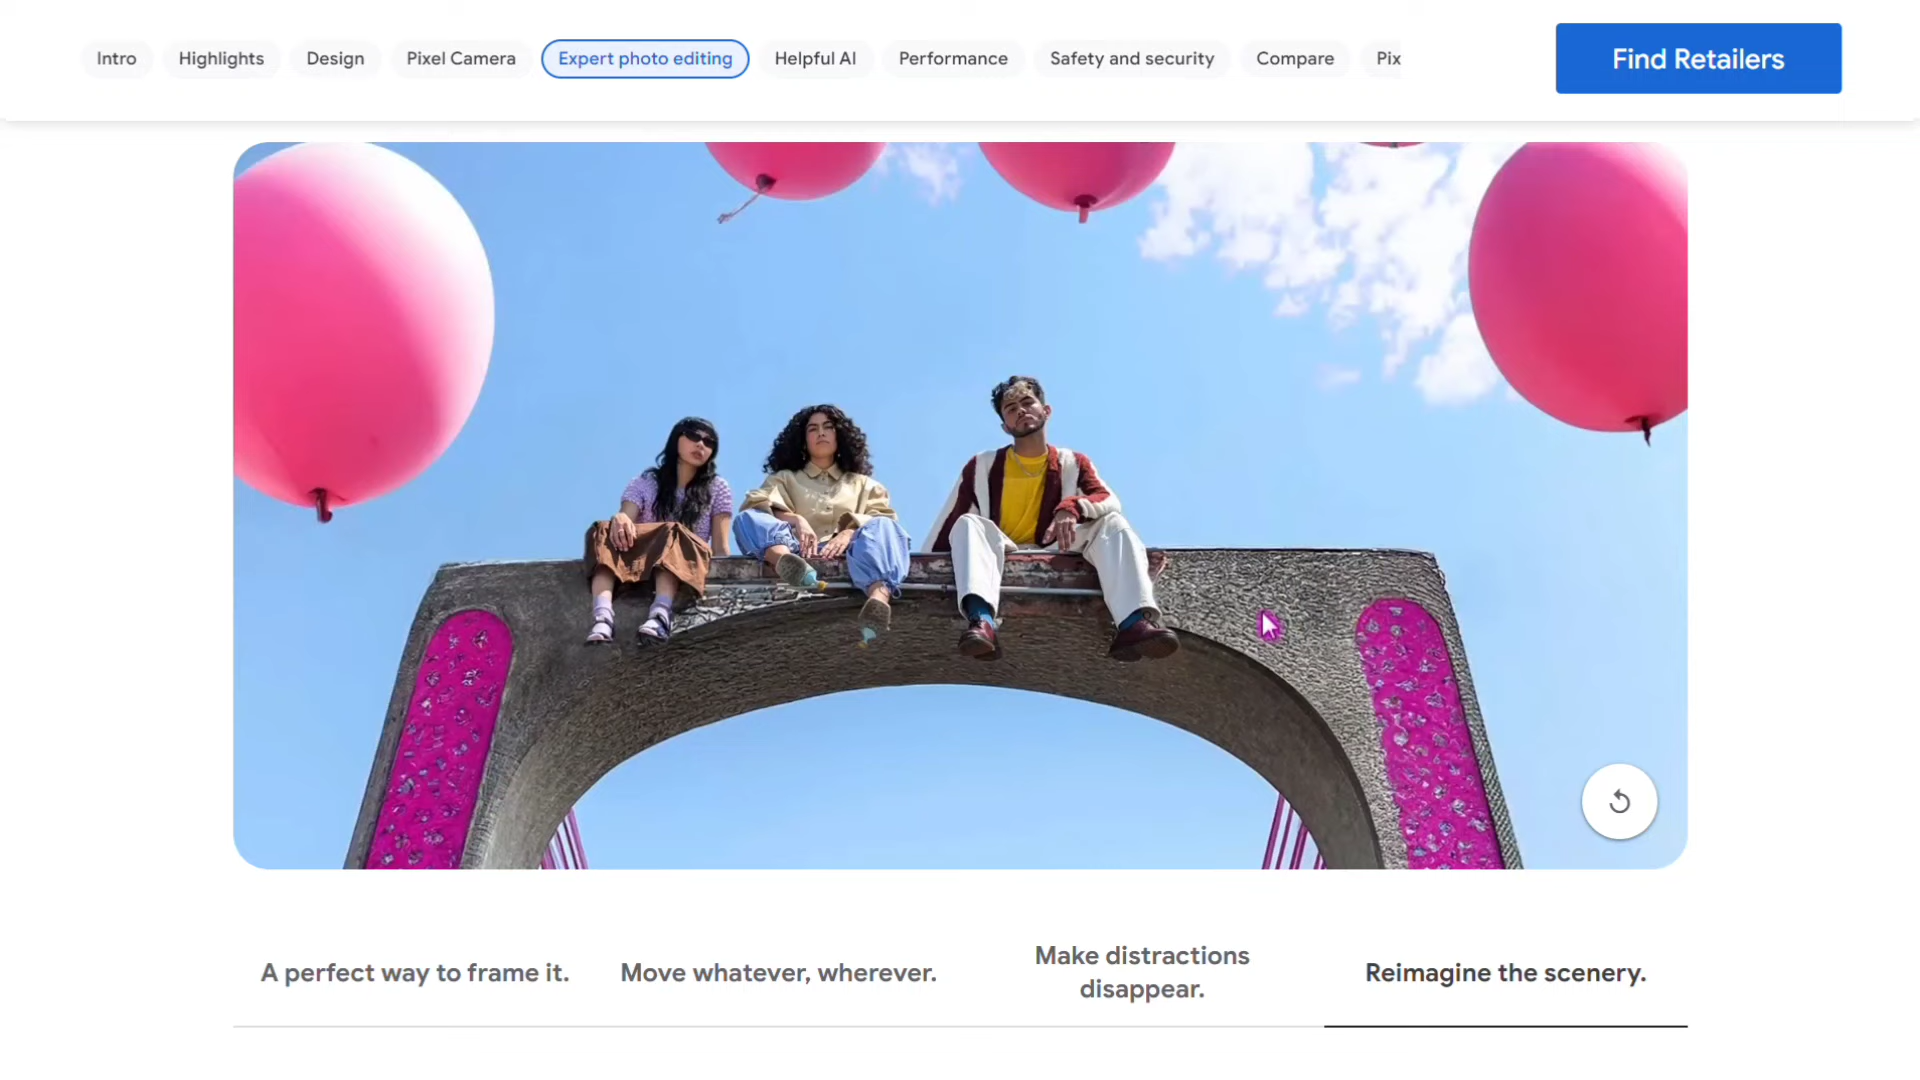 Intro
Highlights
Design
Pixel Camera
Expert photo editing
Helpful AI
Performance
Safety and security
Compare
Pix
Find Retailers
A perfect way to frame it.
Move whatever, wherever.
Make distractions
disappear.
Reimagine the scenery.